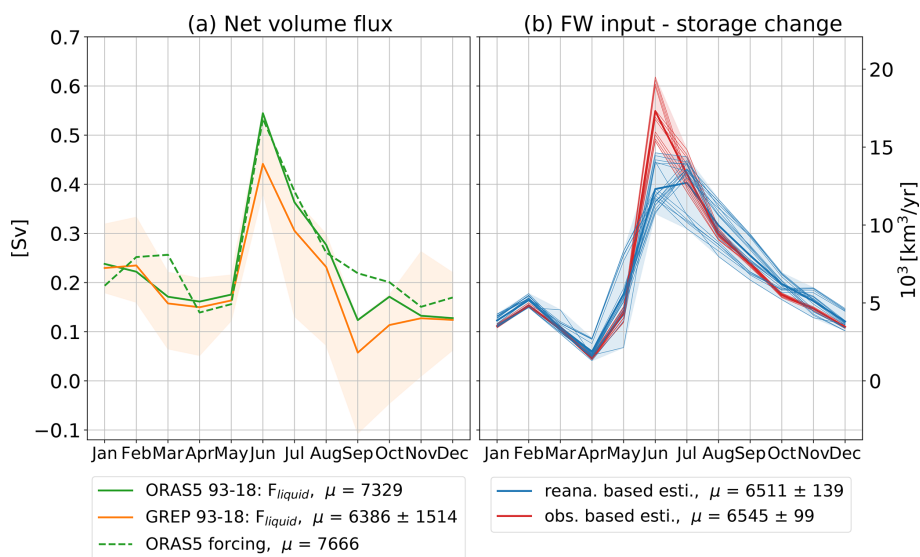 (a) Net volume flux
(b) FW input - storage change
[Sv]
0.7
0.6
0.5
0.4
0.3
0.2
0.1
0.0
−0.1
20
15
10
5
0
10³ [km³/yr]
Jan Feb Mar Apr May Jun Jul Aug Sep Oct Nov Dec
Jan Feb Mar Apr May Jun Jul Aug Sep Oct Nov Dec
ORAS5 93-18: F_liquid, μ = 7329
GREP 93-18: F_liquid, μ = 6386 ± 1514
ORAS5 forcing, μ = 7666
reana. based esti., μ = 6511 ± 139
obs. based esti., μ = 6545 ± 99